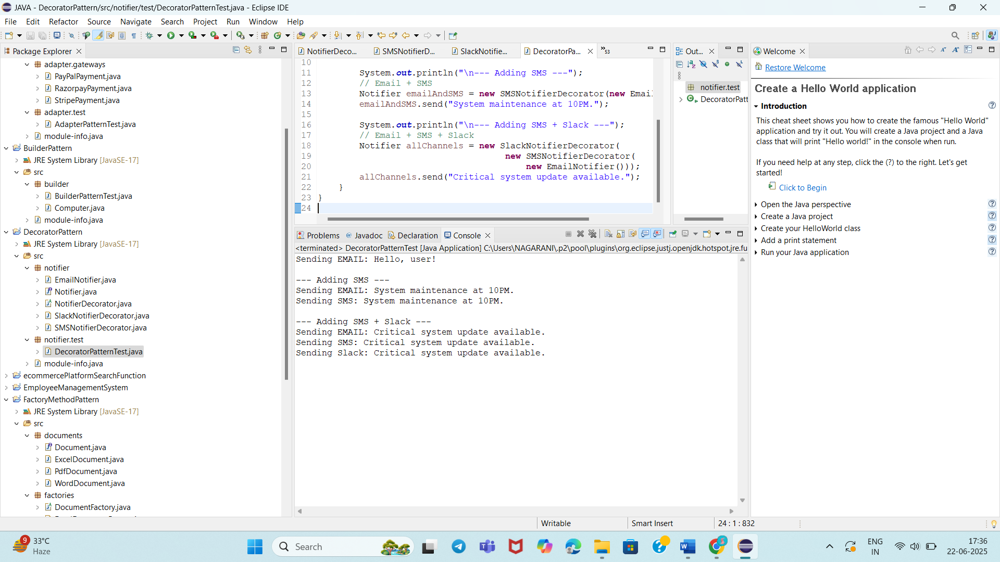 JAVA - DecoratorPattern/src/notifier/test/DecoratorPatternTest.java - Eclipse IDE
File Edit Refactor Source Navigate Search Project Run Window Help
Package Explorer
adapter.gateways
PayPalPayment.java
RazorpayPayment.java
StripePayment.java
adapter.test
AdapterPatternTest.java
module-info.java
BuilderPattern
JRE System Library [JavaSE-17]
src
builder
BuilderPatternTest.java
Computer.java
module-info.java
DecoratorPattern
JRE System Library [JavaSE-17]
src
notifier
EmailNotifier.java
Notifier.java
NotifierDecorator.java
SlackNotifierDecorator.java
SMSNotifierDecorator.java
notifier.test
DecoratorPatternTest.java
module-info.java
ecommercePlatformSearchFunction
EmployeeManagementSystem
FactoryMethodPattern
JRE System Library [JavaSE-17]
src
documents
Document.java
ExcelDocument.java
PdfDocument.java
WordDocument.java
factories
DocumentFactory.java
NotifierDeco... SMSNotifierD... SlackNotifie... DecoratorPa... »53
10
11 System.out.println("\n--- Adding SMS ---");
12 // Email + SMS
13 Notifier emailAndSMS = new SMSNotifierDecorator(new Email
14 emailAndSMS.send("System maintenance at 10PM.");
15
16 System.out.println("\n--- Adding SMS + Slack ---");
17 // Email + SMS + Slack
18 Notifier allChannels = new SlackNotifierDecorator(
19 new SMSNotifierDecorator(
20 new EmailNotifier()));
21 allChannels.send("Critical system update available.");
22 }
23 }
24
Problems Javadoc Declaration Console
<terminated> DecoratorPatternTest [Java Application] C:\Users\NAGARANI\.p2\pool\plugins\org.eclipse.justj.openjdk.hotspot.jre.fu
Sending EMAIL: Hello, user!
--- Adding SMS ---
Sending EMAIL: System maintenance at 10PM.
Sending SMS: System maintenance at 10PM.
--- Adding SMS + Slack ---
Sending EMAIL: Critical system update available.
Sending SMS: Critical system update available.
Sending Slack: Critical system update available.
Out...
notifier.test
DecoratorPatt
Welcome
Restore Welcome
Create a Hello World application
Introduction
This cheat sheet shows you how to create the famous "Hello World"
application and try it out. You will create a Java project and a Java
class that will print "Hello world!" in the console when run.
If you need help at any step, click the (?) to the right. Let's get
started!
Click to Begin
Open the Java perspective
Create a Java project
Create your HelloWorld class
Add a print statement
Run your Java application
Writable Smart Insert 24 : 1 : 832
9
33°C
Haze
Search
ENG
IN
17:36
22-06-2025